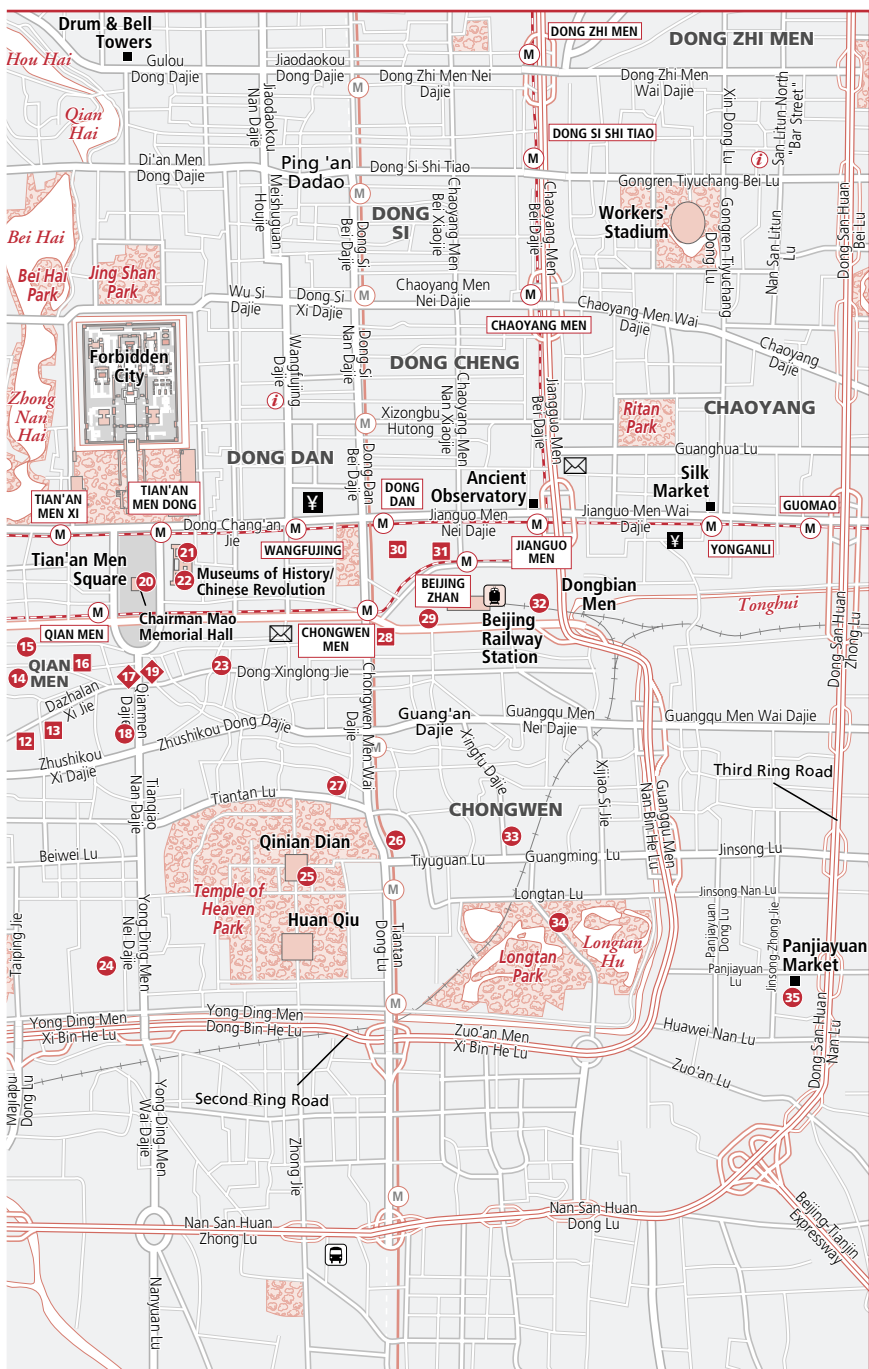 Drum & Bell
Towers
DONG ZHI MEN
DONG ZHI MEN
Hou Hai
Gulou
Dong Dajie
Jiaodaokou
Dong Dajie
M
Dong Zhi Men Nei
Dajie
Dong Zhi Men
Wai Dajie
M
Qian
Hai
Jiaodaokou
Nan Dajie
Xin Dong Lu
San-Litun-North
"Bar Street"
DONG SI SHI TIAO
M
i
Di'an Men
Dong Dajie
Ping 'an
Dadao
Dong Si Shi Tiao
Gongren Tiyuchang Bei Lu
M
Meishuguan
Houjie
DONG
SI
Dong-Si
Bei Dajie
Chaoyang-Men
Bei Xiaojie
Chaoyang-Men
Bei-Dajie
Workers'
Stadium
Gongren-Tiyuchang
Dong-Lu
Nan-San-Litun
Lu
Dong-San-Huan
Bei-Lu
Bei Hai
Bei Hai
Park
Jing Shan
Park
Wu Si
Dajie
Dong Si
Xi Dajie
M
Chaoyang Men
Nei Dajie
M
CHAOYANG MEN
Chaoyang Men Wai
Dajie
Chaoyang
Dajie
Forbidden
City
Wangfujing
Dajie
i
Dong-Si
Nan-Dajie
DONG CHENG
Chaoyang-Men
Nan Xiaojie
Jianguo-Men
Bei Dajie
Zhong
Nan
Hai
Xizongbu
Hutong
M
Ritan
Park
CHAOYANG
Guanghua Lu
DONG DAN
Dong-Dan
Bei-Dajie
TIAN'AN
MEN XI
TIAN'AN
MEN DONG
¥
DONG
DAN
Ancient
Observatory
Silk
Market
GUOMAO
M
M
Dong Chang'an
Jie
M
M
Jianguo Men
Nei Dajie
M
Jianguo Men Wai
Dajie
M
M
WANGFUJING
¥
YONGANLI
Tian'an Men
Square
20
21
22
Museums of History/
Chinese Revolution
30
31
M
JIANGUO
MEN
BEIJING
ZHAN
Dongbian
Men
M
Chairman Mao
Memorial Hall
M
29
32
Tonghui
QIAN MEN
CHONGWEN
MEN
28
Beijing
Railway
Station
Dong-San-Huan
Zhong-Lu
15
14
QIAN
MEN
16
17
19
23
Dong Xinglong Jie
Dazhalan
Xi Jie
Qianmen
Dajie
12
13
18
Zhushikou Dong Dajie
Zhushikou
Xi Dajie
Chongwen Men Wai
Dajie
M
Guang'an
Dajie
Guangqu Men
Nei Dajie
Guangqu Men Wai Dajie
Xingfu Dajie
Xijiao-Si-Jie
Third Ring Road
Tianqiao
Nan Dajie
Tiantan Lu
27
CHONGWEN
Guangqu Men
Nan Bin He Lu
Beiwei Lu
Qinian Dian
25
26
33
Tiyuguan Lu
Guangming Lu
Jinsong Lu
Temple of
Heaven
Park
M
Longtan Lu
Jinsong Nan Lu
Huan Qiu
Tiantan
Dong Lu
34
Longtan
Park
Longtan
Hu
Panjiayuan
Dong Lu
Jinsong-Zhong-Jie
Panjiayuan
Lu
Panjiayuan
Market
35
Taiping-Jie
Yong-Ding-Men
Nei Dajie
24
M
Yong Ding Men
Xi Bin He Lu
Yong Ding Men
Dong Bin He Lu
Zuo'an Men
Xi Bin He Lu
Huawei Nan Lu
Dong-San-Huan
Nan-Lu
Zuo'an Lu
Second Ring Road
Majiapu
Dong Lu
Yong-Ding-Men
Wai Dajie
Zhong Jie
M
Nan San Huan
Zhong Lu
Nan San Huan
Dong Lu
Beijing-Tianjin
Expressway
Nanyuan Lu